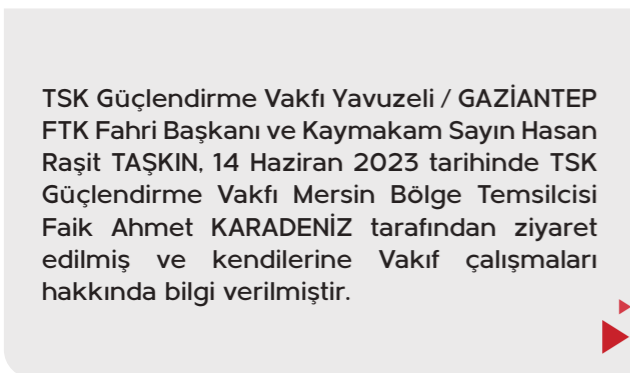 TSK Güçlendirme Vakfı Yavuzeli / GAZİANTEP
FTK Fahri Başkanı ve Kaymakam Sayın Hasan
Raşit TAŞKIN, 14 Haziran 2023 tarihinde TSK
Güçlendirme Vakfı Mersin Bölge Temsilcisi
Faik Ahmet KARADENİZ tarafından ziyaret
edilmiş ve kendilerine Vakıf çalışmaları
hakkında bilgi verilmiştir.